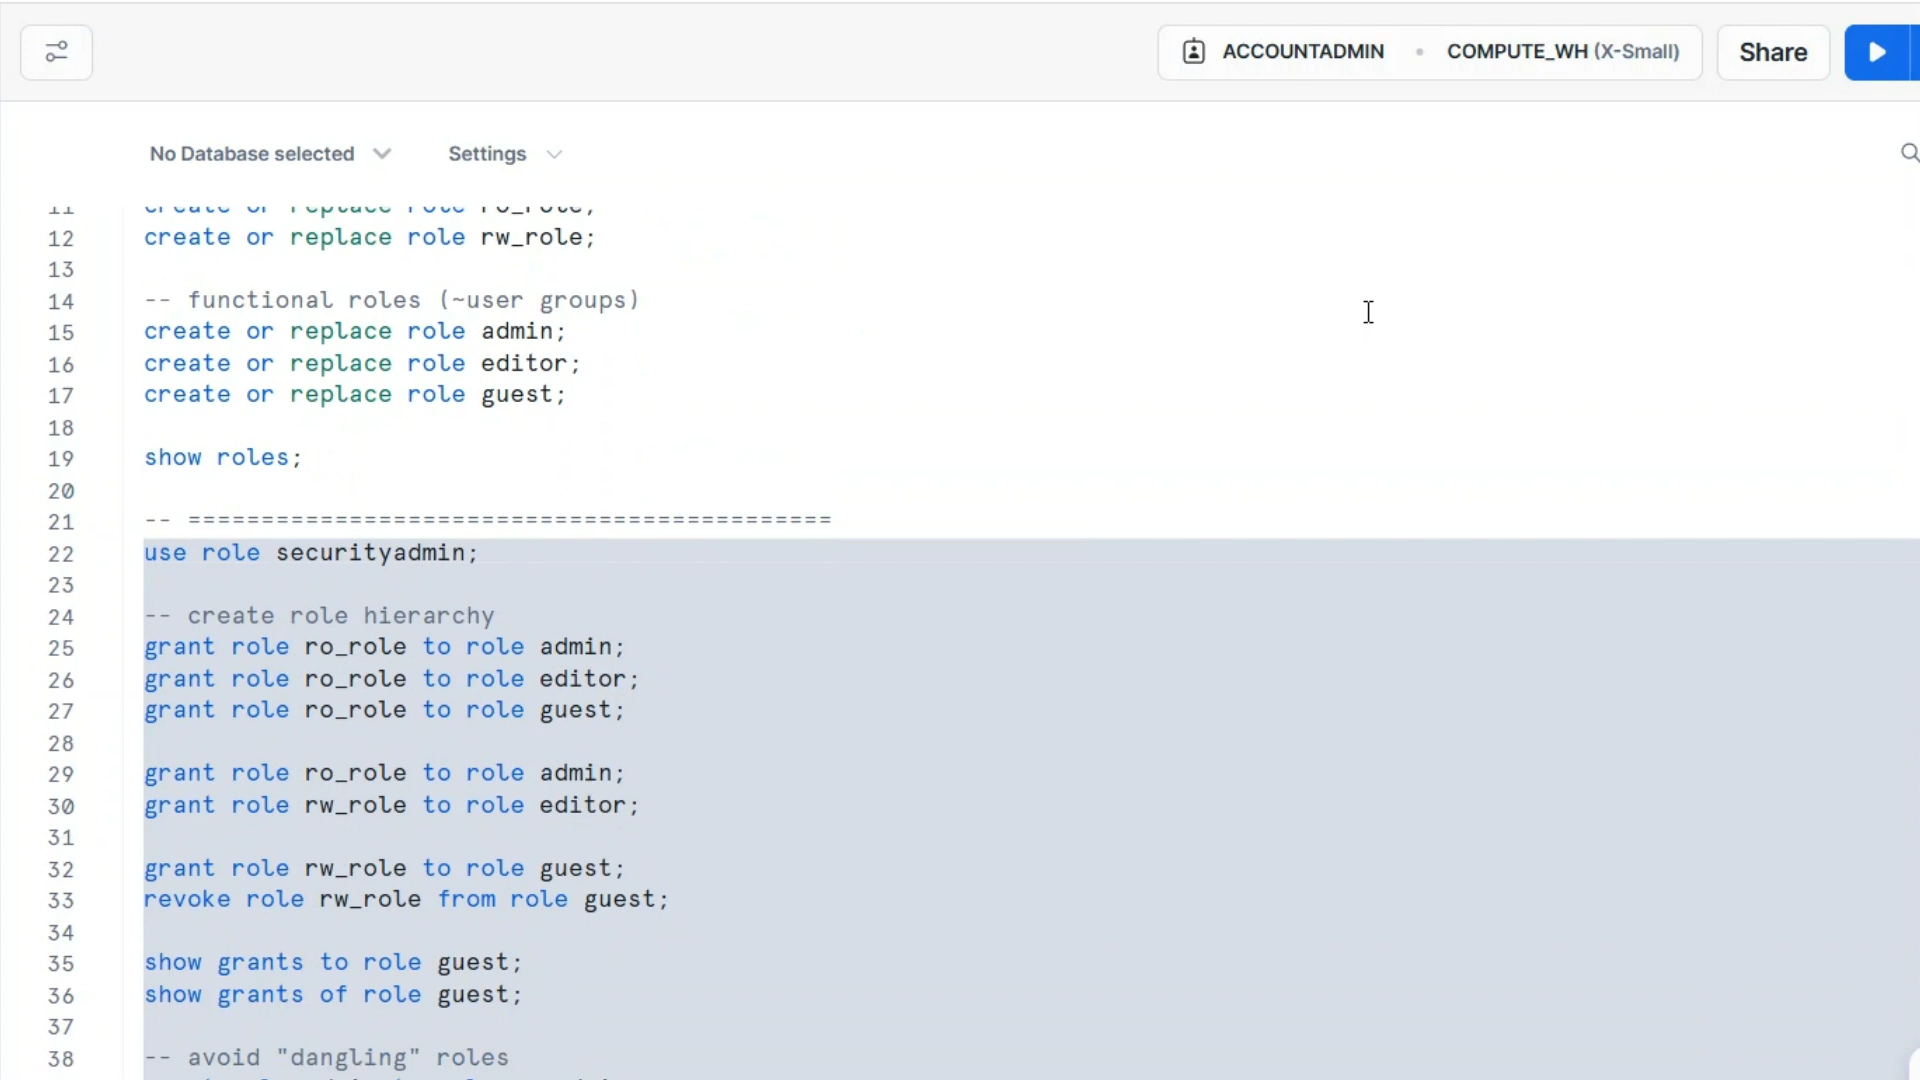 ACCOUNTADMIN • COMPUTE_WH (X-Small)
Share
No Database selected
Settings
11 create or replace role ro_role;
12 create or replace role rw_role;
13
14 -- functional roles (~user groups)
15 create or replace role admin;
16 create or replace role editor;
17 create or replace role guest;
18
19 show roles;
20
21 -- ============================================
22 use role securityadmin;
23
24 -- create role hierarchy
25 grant role ro_role to role admin;
26 grant role ro_role to role editor;
27 grant role ro_role to role guest;
28
29 grant role ro_role to role admin;
30 grant role rw_role to role editor;
31
32 grant role rw_role to role guest;
33 revoke role rw_role from role guest;
34
35 show grants to role guest;
36 show grants of role guest;
37
38 -- avoid "dangling" roles